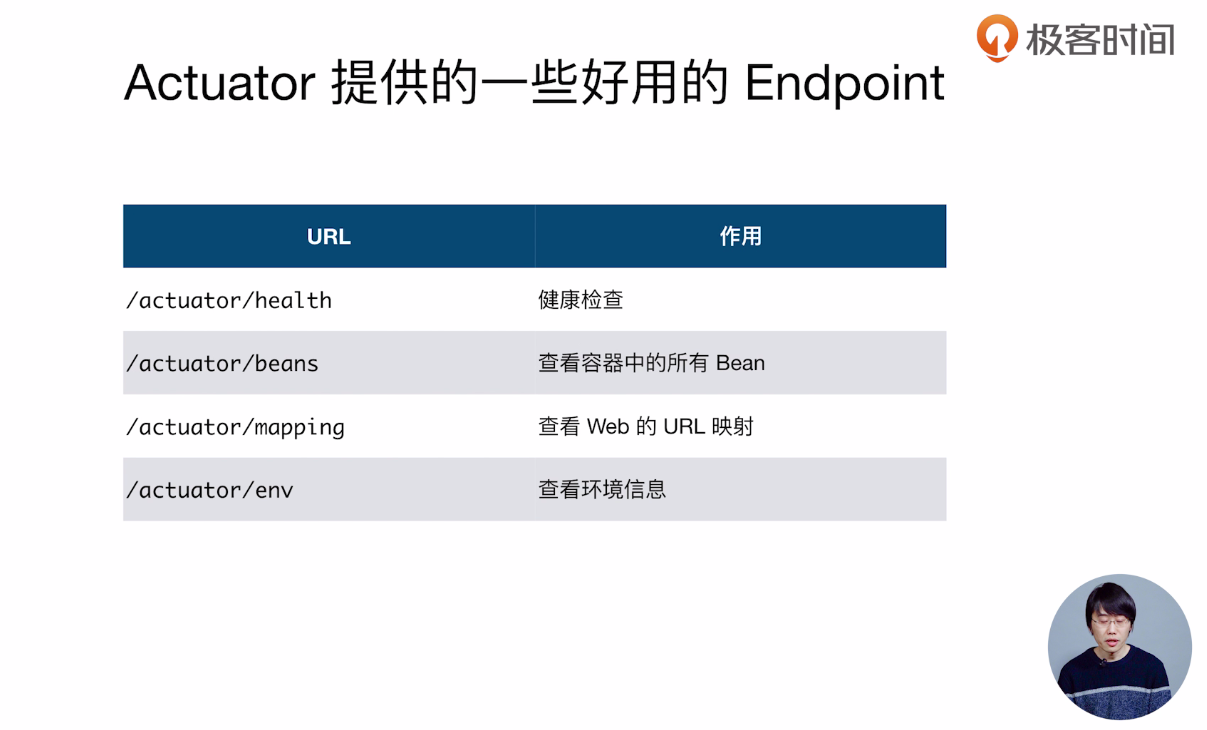 极客时间
Actuator 提供的一些好用的 Endpoint
URL 作用
/actuator/health 健康检查
/actuator/beans 查看容器中的所有 Bean
/actuator/mapping 查看 Web 的 URL 映射
/actuator/env 查看环境信息